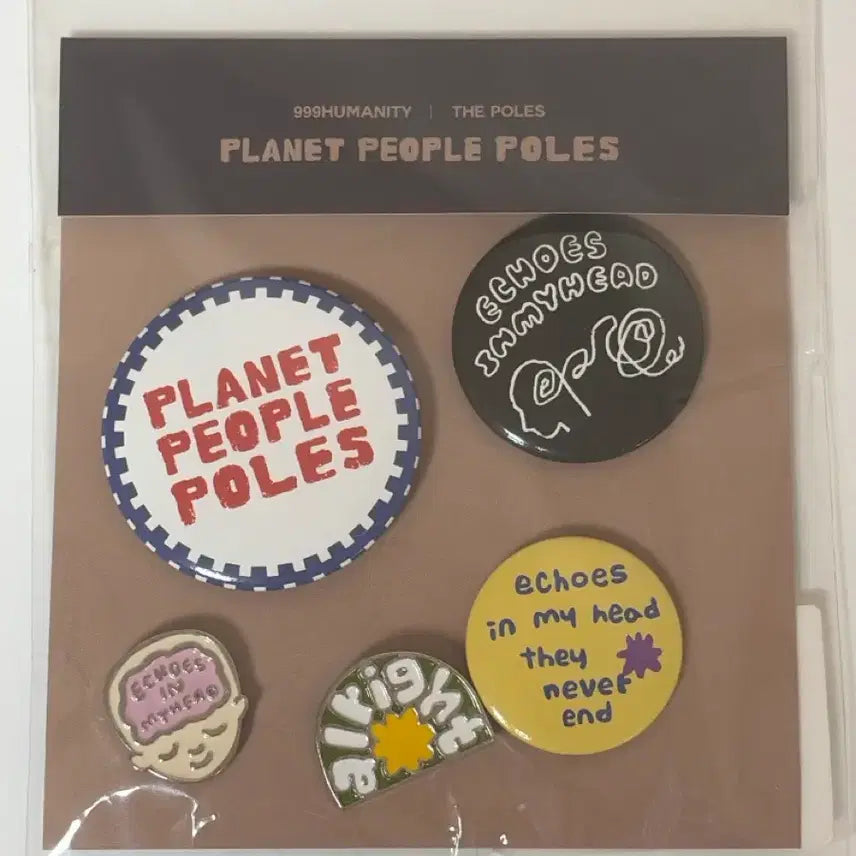 999HUMANITY | THE POLES
PLANET PEOPLE POLES
PLANET
PEOPLE
POLES
ECHOES
INMYHEAD
echoes
in my head
they
never
end
ECHOES
IN
MYHEAD
alright